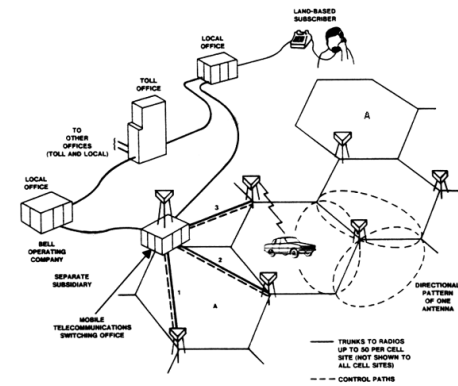 LAND-BASED
SUBSCRIBER
LOCAL
OFFICE
TOLL
OFFICE
TO
OTHER
OFFICES
(TOLL AND LOCAL)
LOCAL
OFFICE
A
3
BELL
OPERATING
COMPANY
SEPARATE
SUBSIDIARY
2
1
A
MOBILE
TELECOMMUNICATIONS
SWITCHING OFFICE
DIRECTIONAL
PATTERN
OF ONE
ANTENNA
TRUNKS TO RADIOS
UP TO 50 PER CELL
SITE (NOT SHOWN TO
ALL CELL SITES)
CONTROL PATHS